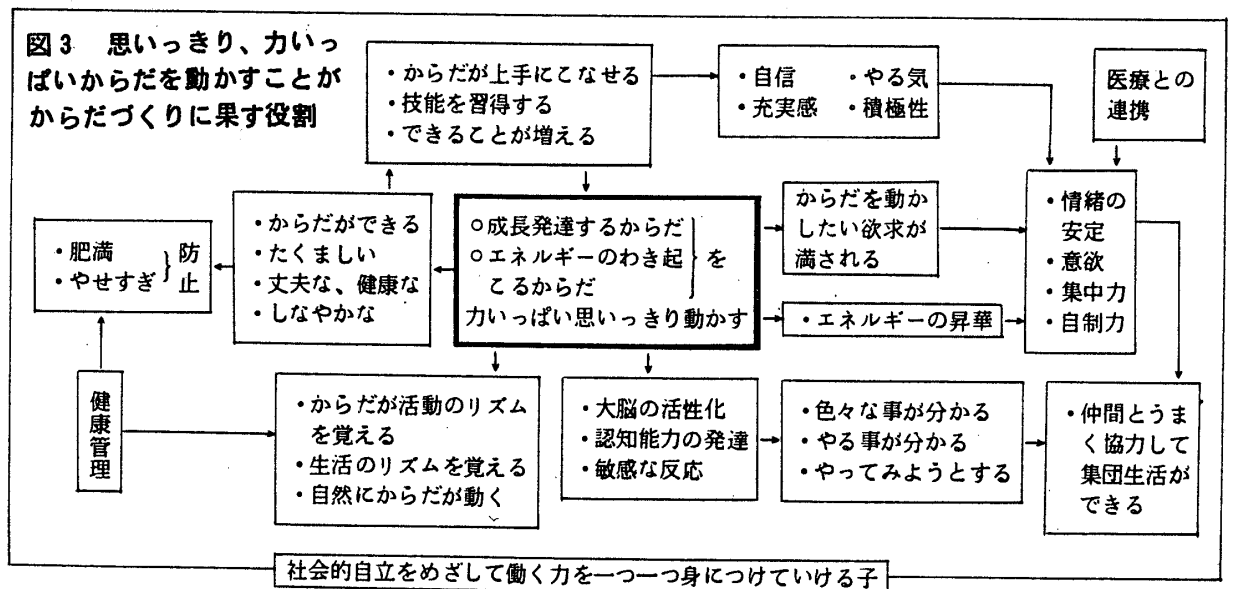 図3 思いっきり、力いっ
ぱいからだを動かすことが
からだづくりに果す役割
・からだが上手にこなせる
・技能を習得する
・できることが増える
・自信 ・やる気
・充実感 ・積極性
医療との
連携
・肥満
・やせすぎ
防
止
・からだができる
・たくましい
・丈夫な、健康な
・しなやかな
○成長発達するからだ
○エネルギーのわき起
こるからだ
を
力いっぱい思いっきり動かす
からだを動か
したい欲求が
満される
・エネルギーの昇華
・情緒の
安定
・意欲
・集中力
・自制力
健康管理
・からだが活動のリズム
を覚える
・生活のリズムを覚える
・自然にからだが動く
・大脳の活性化
・認知能力の発達
・敏感な反応
・色々な事が分かる
・やる事が分かる
・やってみようとする
・仲間とうま
く協力して
集団生活が
できる
社会的自立をめざして働く力を一つ一つ身につけていける子